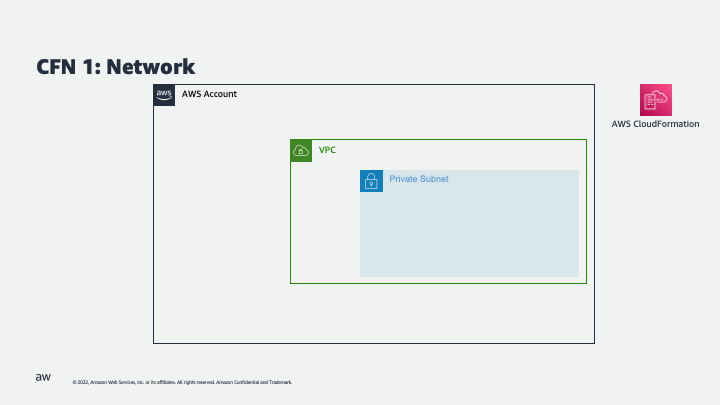 CFN 1: Network
aws
AWS Account
AWS CloudFormation
VPC
Private Subnet
aw
© 2022, Amazon Web Services, Inc. or its affiliates. All rights reserved. Amazon Confidential and Trademark.